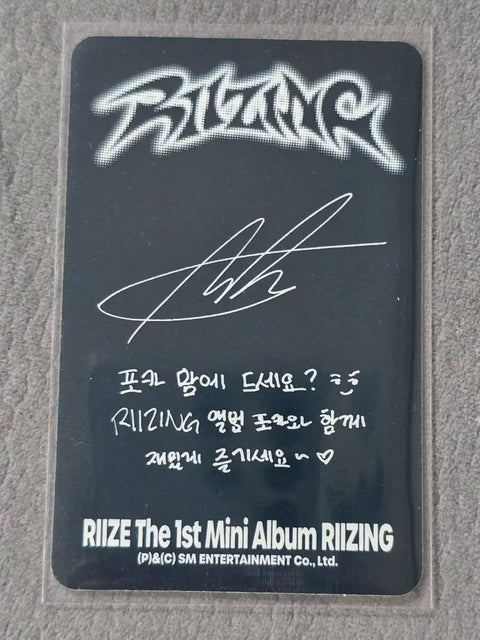 RIIZING
포카 맘에 드세요?
RIIZING 앨범 포카와 함께
재밌게 즐기세요~ ♡
RIIZE The 1st Mini Album RIIZING
(P)&(C) SM ENTERTAINMENT Co., Ltd.